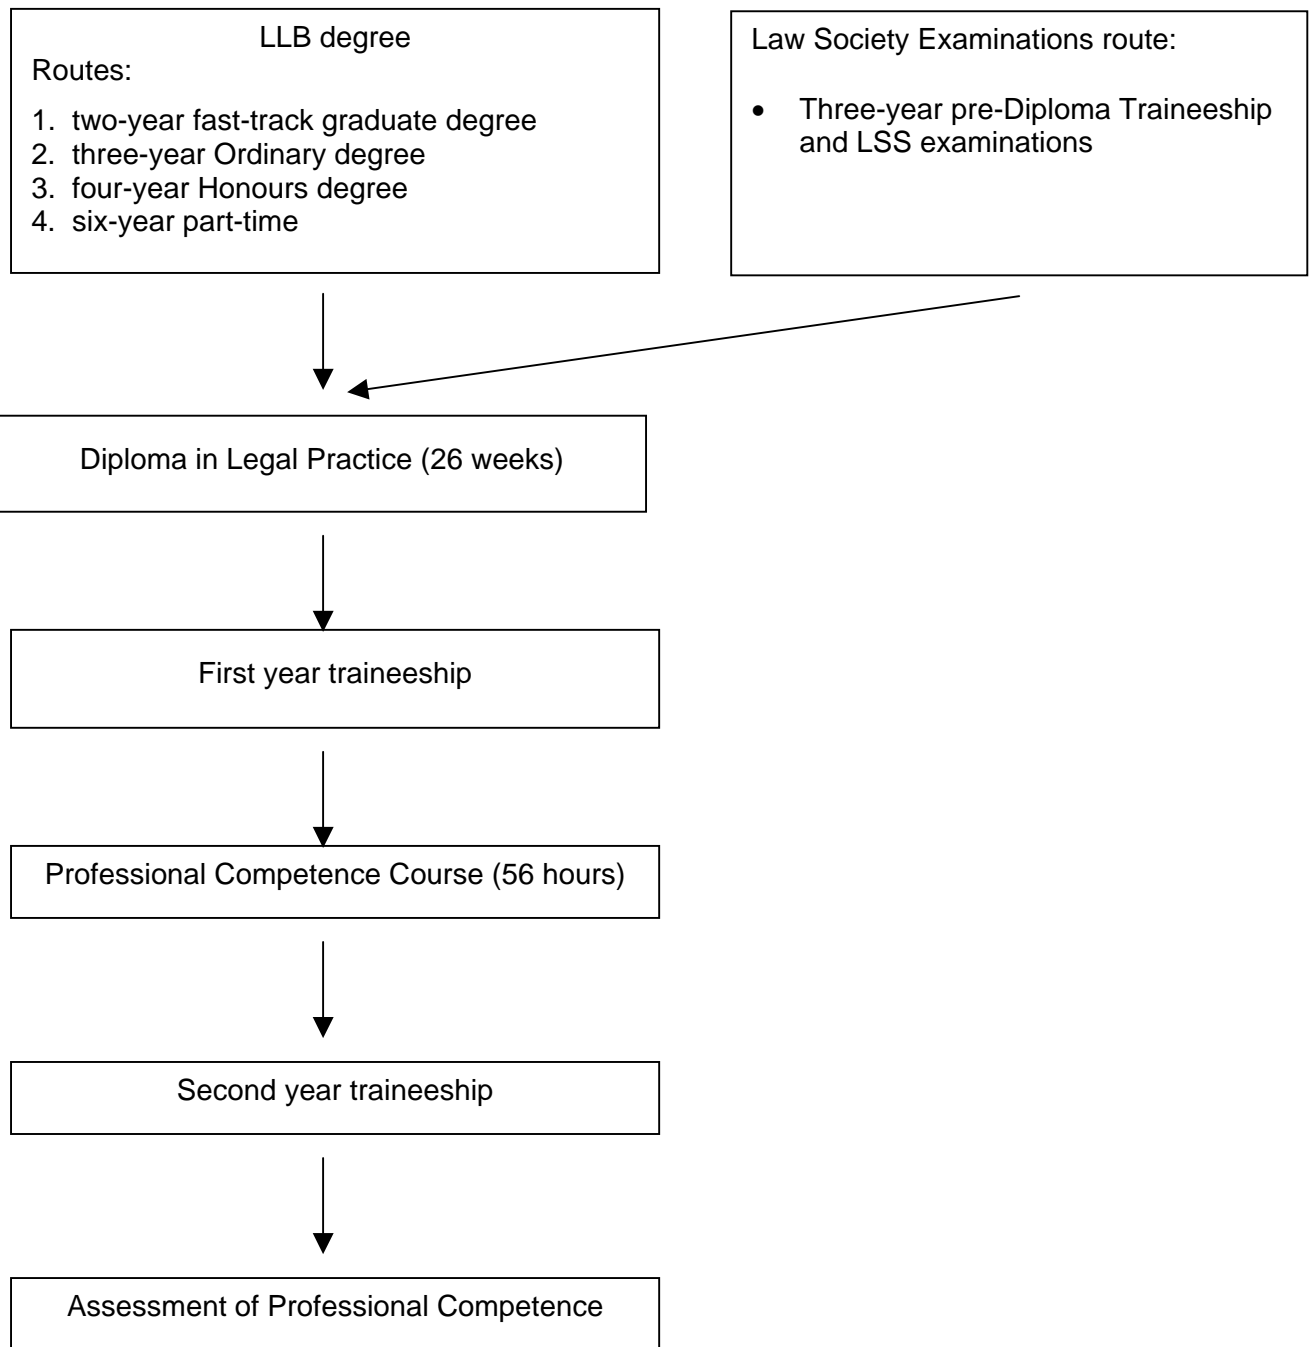 LLB degree
Routes:
1. two-year fast-track graduate degree
2. three-year Ordinary degree
3. four-year Honours degree
4. six-year part-time
Law Society Examinations route:
• Three-year pre-Diploma Traineeship
and LSS examinations
Diploma in Legal Practice (26 weeks)
First year traineeship
Professional Competence Course (56 hours)
Second year traineeship
Assessment of Professional Competence